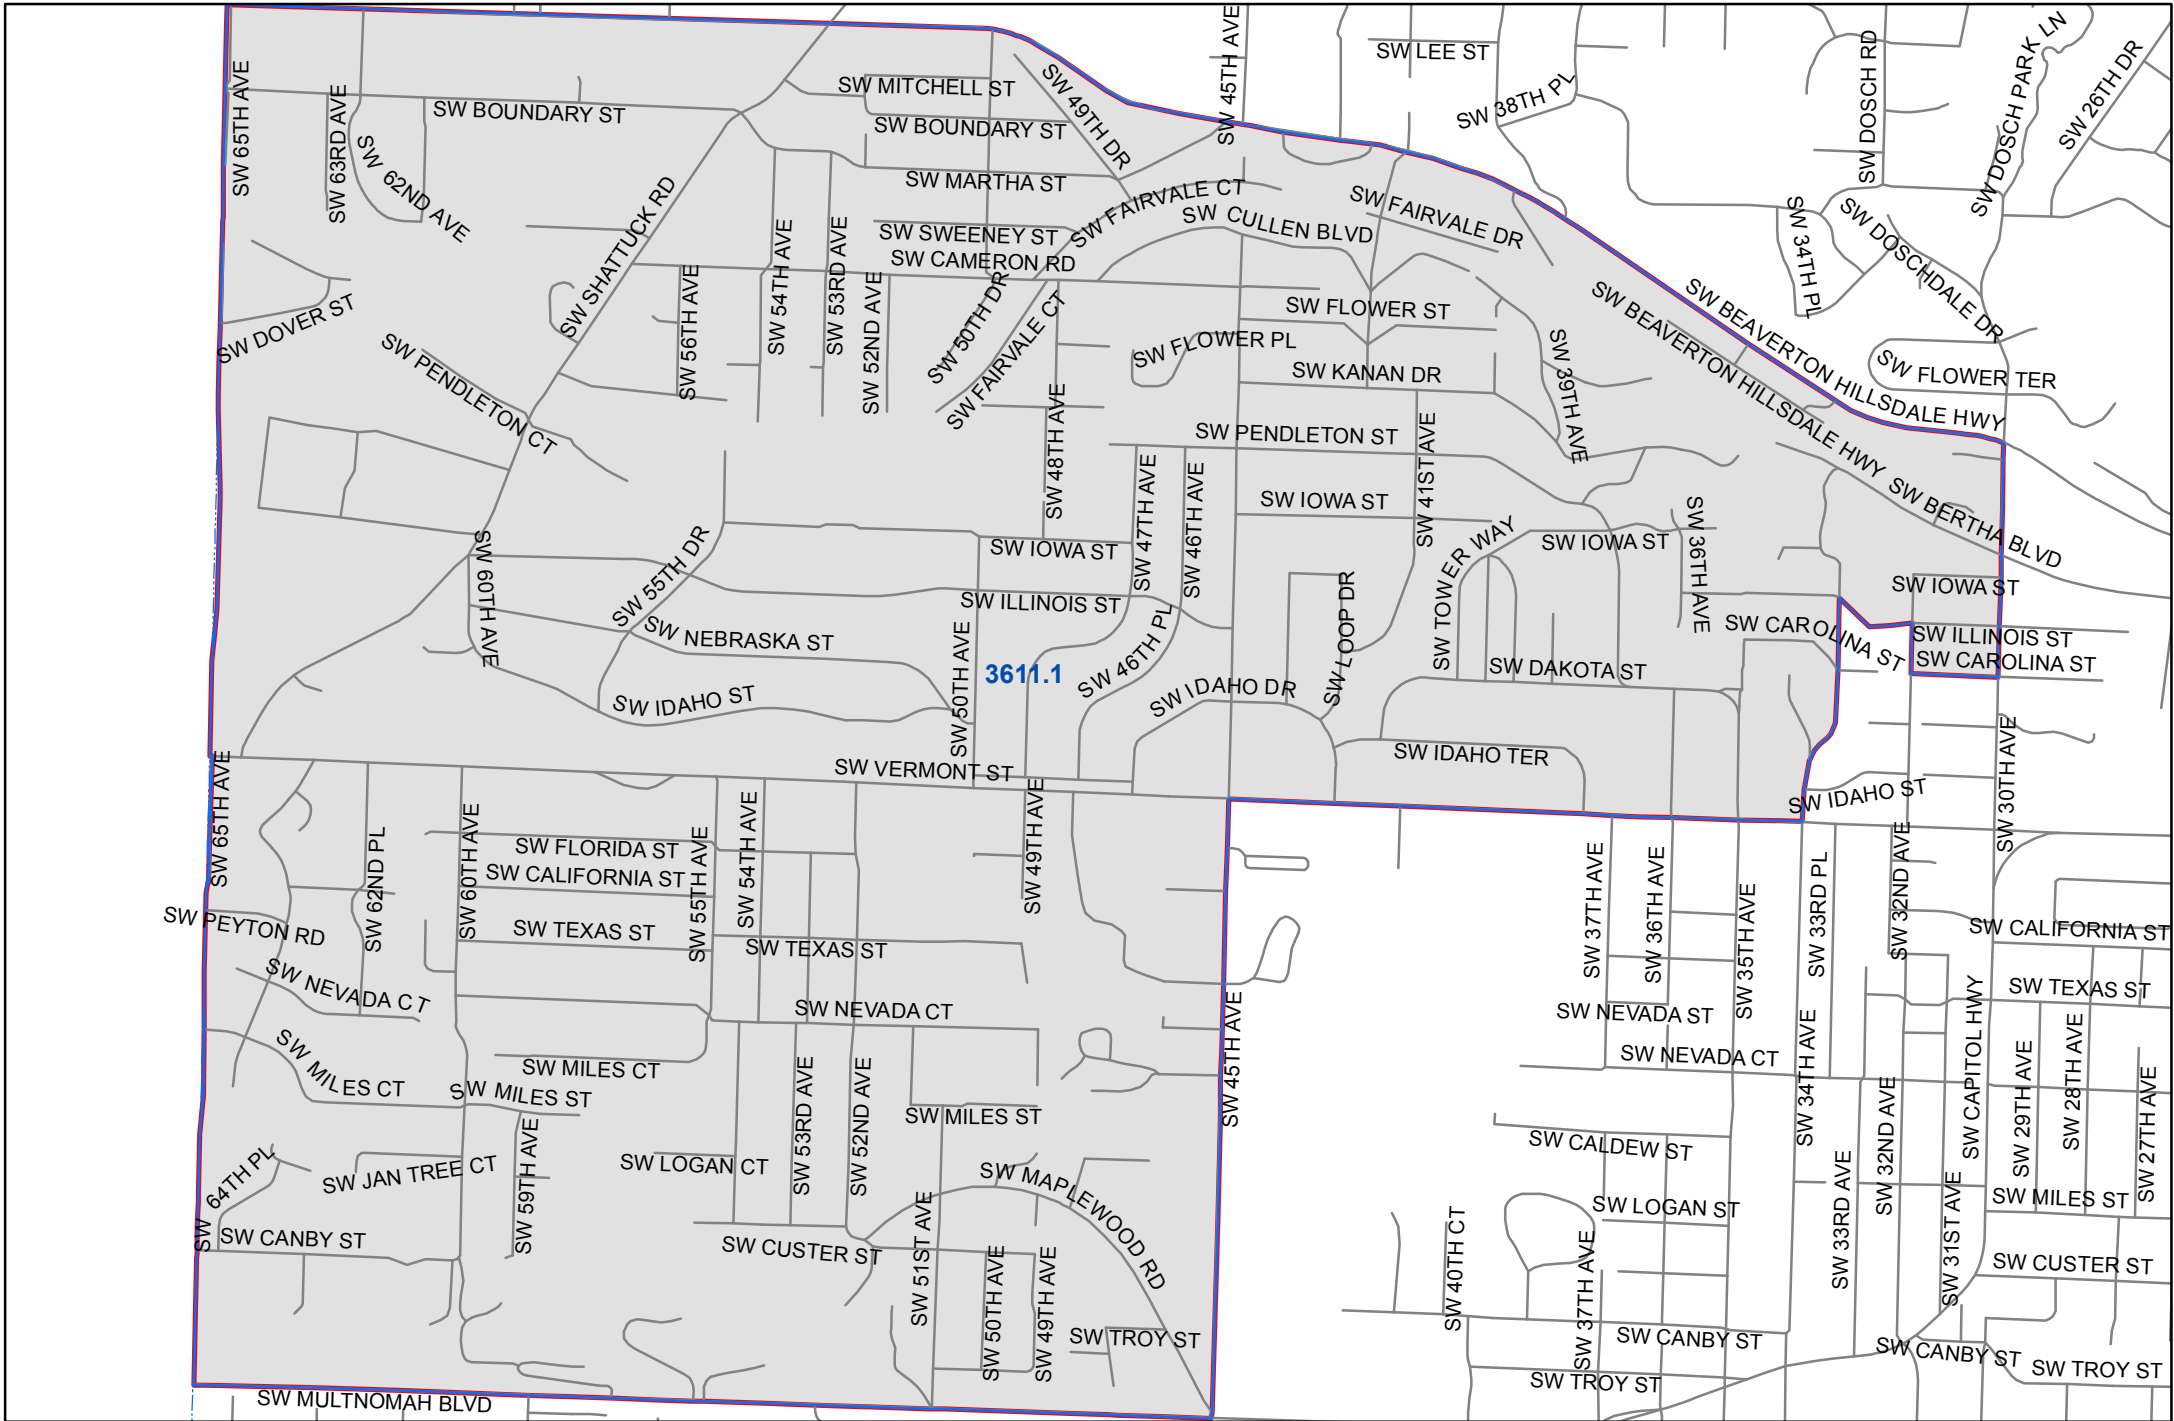 SW 45TH AVE
SW LEE ST
SW 38TH PL
SW DOSCH RD
SW DOSCH PARK LN
SW 26TH DR
SW 65TH AVE
SW 63RD AVE
SW 62ND AVE
SW BOUNDARY ST
SW MITCHELL ST
SW BOUNDARY ST
SW 49TH DR
SW MARTHA ST
SW SHATTUCK RD
SW FAIRVALE CT
SW CULLEN BLVD
SW FAIRVALE DR
SW 34TH PL
SW DOSCHDALE DR
SW SWEENEY ST
SW CAMERON RD
SW 54TH AVE
SW 53RD AVE
SW 56TH AVE
SW 52ND AVE
SW 50TH DR
SW FAIRVALE CT
SW DOVER ST
SW PENDLETON CT
SW FLOWER ST
SW FLOWER PL
SW KANAN DR
SW 39TH AVE
SW BEAVERTON HILLSDALE HWY
SW BEAVERTON HILLSDALE HWY
SW FLOWER TER
SW 48TH AVE
SW PENDLETON ST
SW 41ST AVE
SW 47TH AVE
SW 46TH AVE
SW IOWA ST
SW BERTHA BLVD
SW 60TH AVE
SW 55TH DR
SW IOWA ST
SW TOWER WAY
SW IOWA ST
SW 36TH AVE
SW IOWA ST
SW ILLINOIS ST
SW LOOP DR
SW NEBRASKA ST
SW 50TH AVE
3611.1
SW 46TH PL
SW CAROLINA ST
SW ILLINOIS ST
SW CAROLINA ST
SW DAKOTA ST
SW IDAHO ST
SW IDAHO DR
SW IDAHO TER
SW VERMONT ST
SW IDAHO ST
SW 30TH AVE
SW 65TH AVE
SW 62ND PL
SW 60TH AVE
SW FLORIDA ST
SW CALIFORNIA ST
SW 55TH AVE
SW 54TH AVE
SW 49TH AVE
SW 37TH AVE
SW 36TH AVE
SW 35TH AVE
SW 33RD PL
SW 32ND AVE
SW PEYTON RD
SW TEXAS ST
SW TEXAS ST
SW CALIFORNIA ST
SW NEVADA CT
SW NEVADA CT
SW 45TH AVE
SW NEVADA ST
SW TEXAS ST
SW MILES CT
SW MILES CT
SW MILES ST
SW NEVADA CT
SW 34TH AVE
SW CAPITOL HWY
SW 29TH AVE
SW 28TH AVE
SW 27TH AVE
SW 53RD AVE
SW 52ND AVE
SW MILES ST
SW 59TH AVE
SW CALDEW ST
SW 32ND AVE
SW 64TH PL
SW JAN TREE CT
SW LOGAN CT
SW MAPLEWOOD RD
SW LOGAN ST
SW 33RD AVE
SW 31ST AVE
SW MILES ST
SW CANBY ST
SW CUSTER ST
SW 51ST AVE
SW 50TH AVE
SW 49TH AVE
SW 40TH CT
SW 37TH AVE
SW CUSTER ST
SW TROY ST
SW CANBY ST
SW CANBY ST
SW TROY ST
SW TROY ST
SW MULTNOMAH BLVD